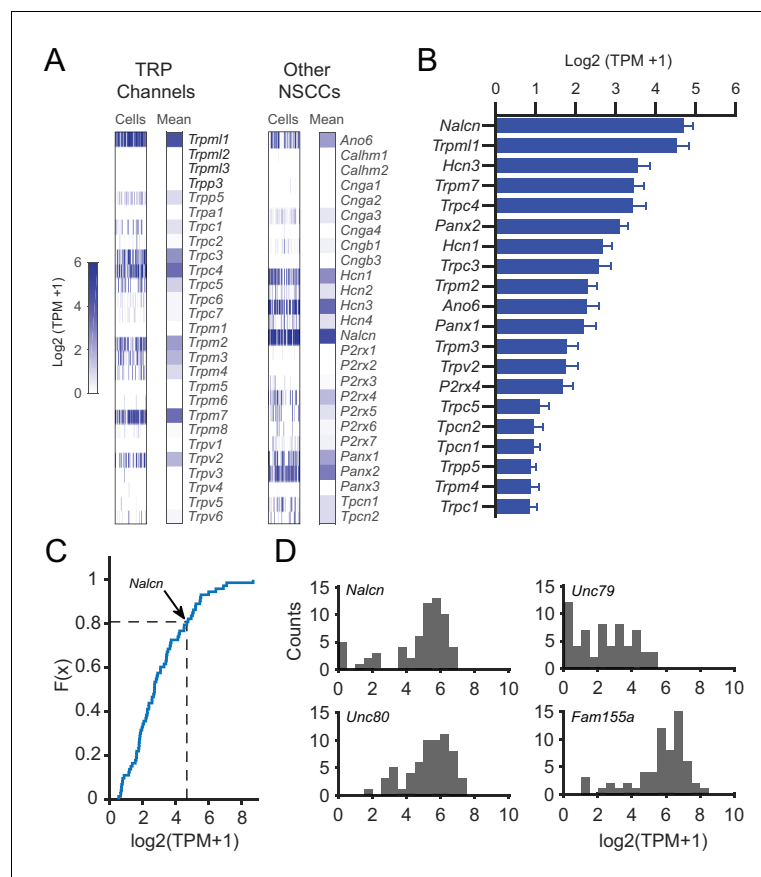 A
TRP
Channels
Other
NSCCs
Cells Mean
Cells Mean
Trpml1
Trpml2
Trpml3
Trpp3
Trpp5
Trpa1
Trpc1
Trpc2
Trpc3
Trpc4
Trpc5
Trpc6
Trpc7
Trpm1
Trpm2
Trpm3
Trpm4
Trpm5
Trpm6
Trpm7
Trpm8
Trpv1
Trpv2
Trpv3
Trpv4
Trpv5
Trpv6
Ano6
Calhm1
Calhm2
Cnga1
Cnga2
Cnga3
Cnga4
Cngb1
Cngb3
Hcn1
Hcn2
Hcn3
Hcn4
Nalcn
P2rx1
P2rx2
P2rx3
P2rx4
P2rx5
P2rx6
P2rx7
Panx1
Panx2
Panx3
Tpcn1
Tpcn2
Log2 (TPM +1)
6
4
2
0
B
Log2 (TPM +1)
0 1 2 3 4 5 6
Nalcn
Trpml1
Hcn3
Trpm7
Trpc4
Panx2
Hcn1
Trpc3
Trpm2
Ano6
Panx1
Trpm3
Trpv2
P2rx4
Trpc5
Tpcn2
Tpcn1
Trpp5
Trpm4
Trpc1
C
Nalcn
F(x)
1
0.8
0.6
0.4
0.2
0
0 2 4 6 8
log2(TPM+1)
D
Counts
Nalcn
15
10
5
0
0 2 4 6 8 10
Unc79
15
10
5
0
0 2 4 6 8 10
Unc80
15
10
5
0
0 2 4 6 8 10
Fam155a
15
10
5
0
0 2 4 6 8 10
log2(TPM+1)